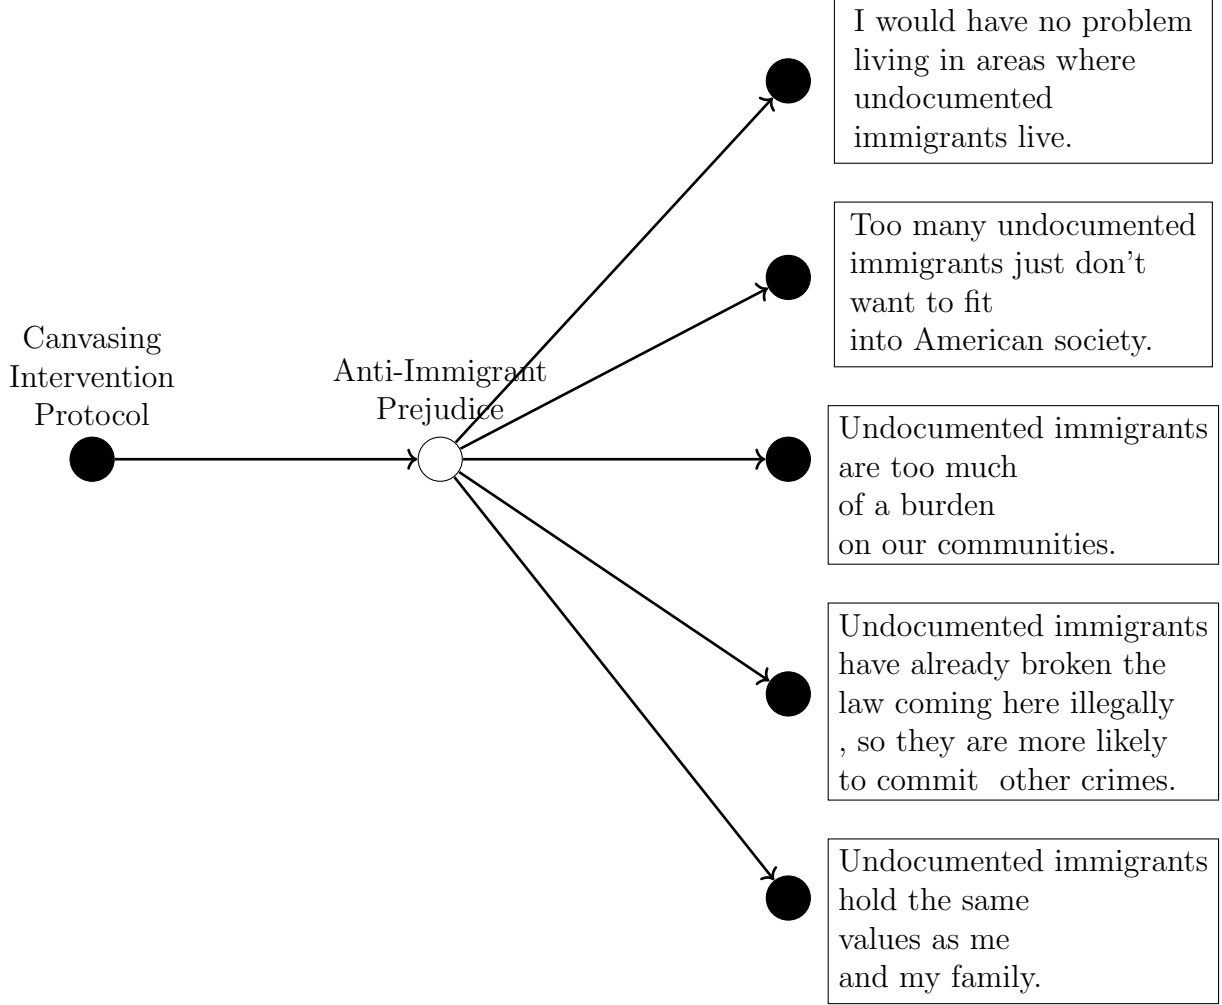 Canvasing
Intervention
Protocol
Anti-Immigrant
Prejudice
I would have no problem
living in areas where
undocumented
immigrants live.
Too many undocumented
immigrants just don't
want to fit
into American society.
Undocumented immigrants
are too much
of a burden
on our communities.
Undocumented immigrants
have already broken the
law coming here illegally
, so they are more likely
to commit  other crimes.
Undocumented immigrants
hold the same
values as me
and my family.